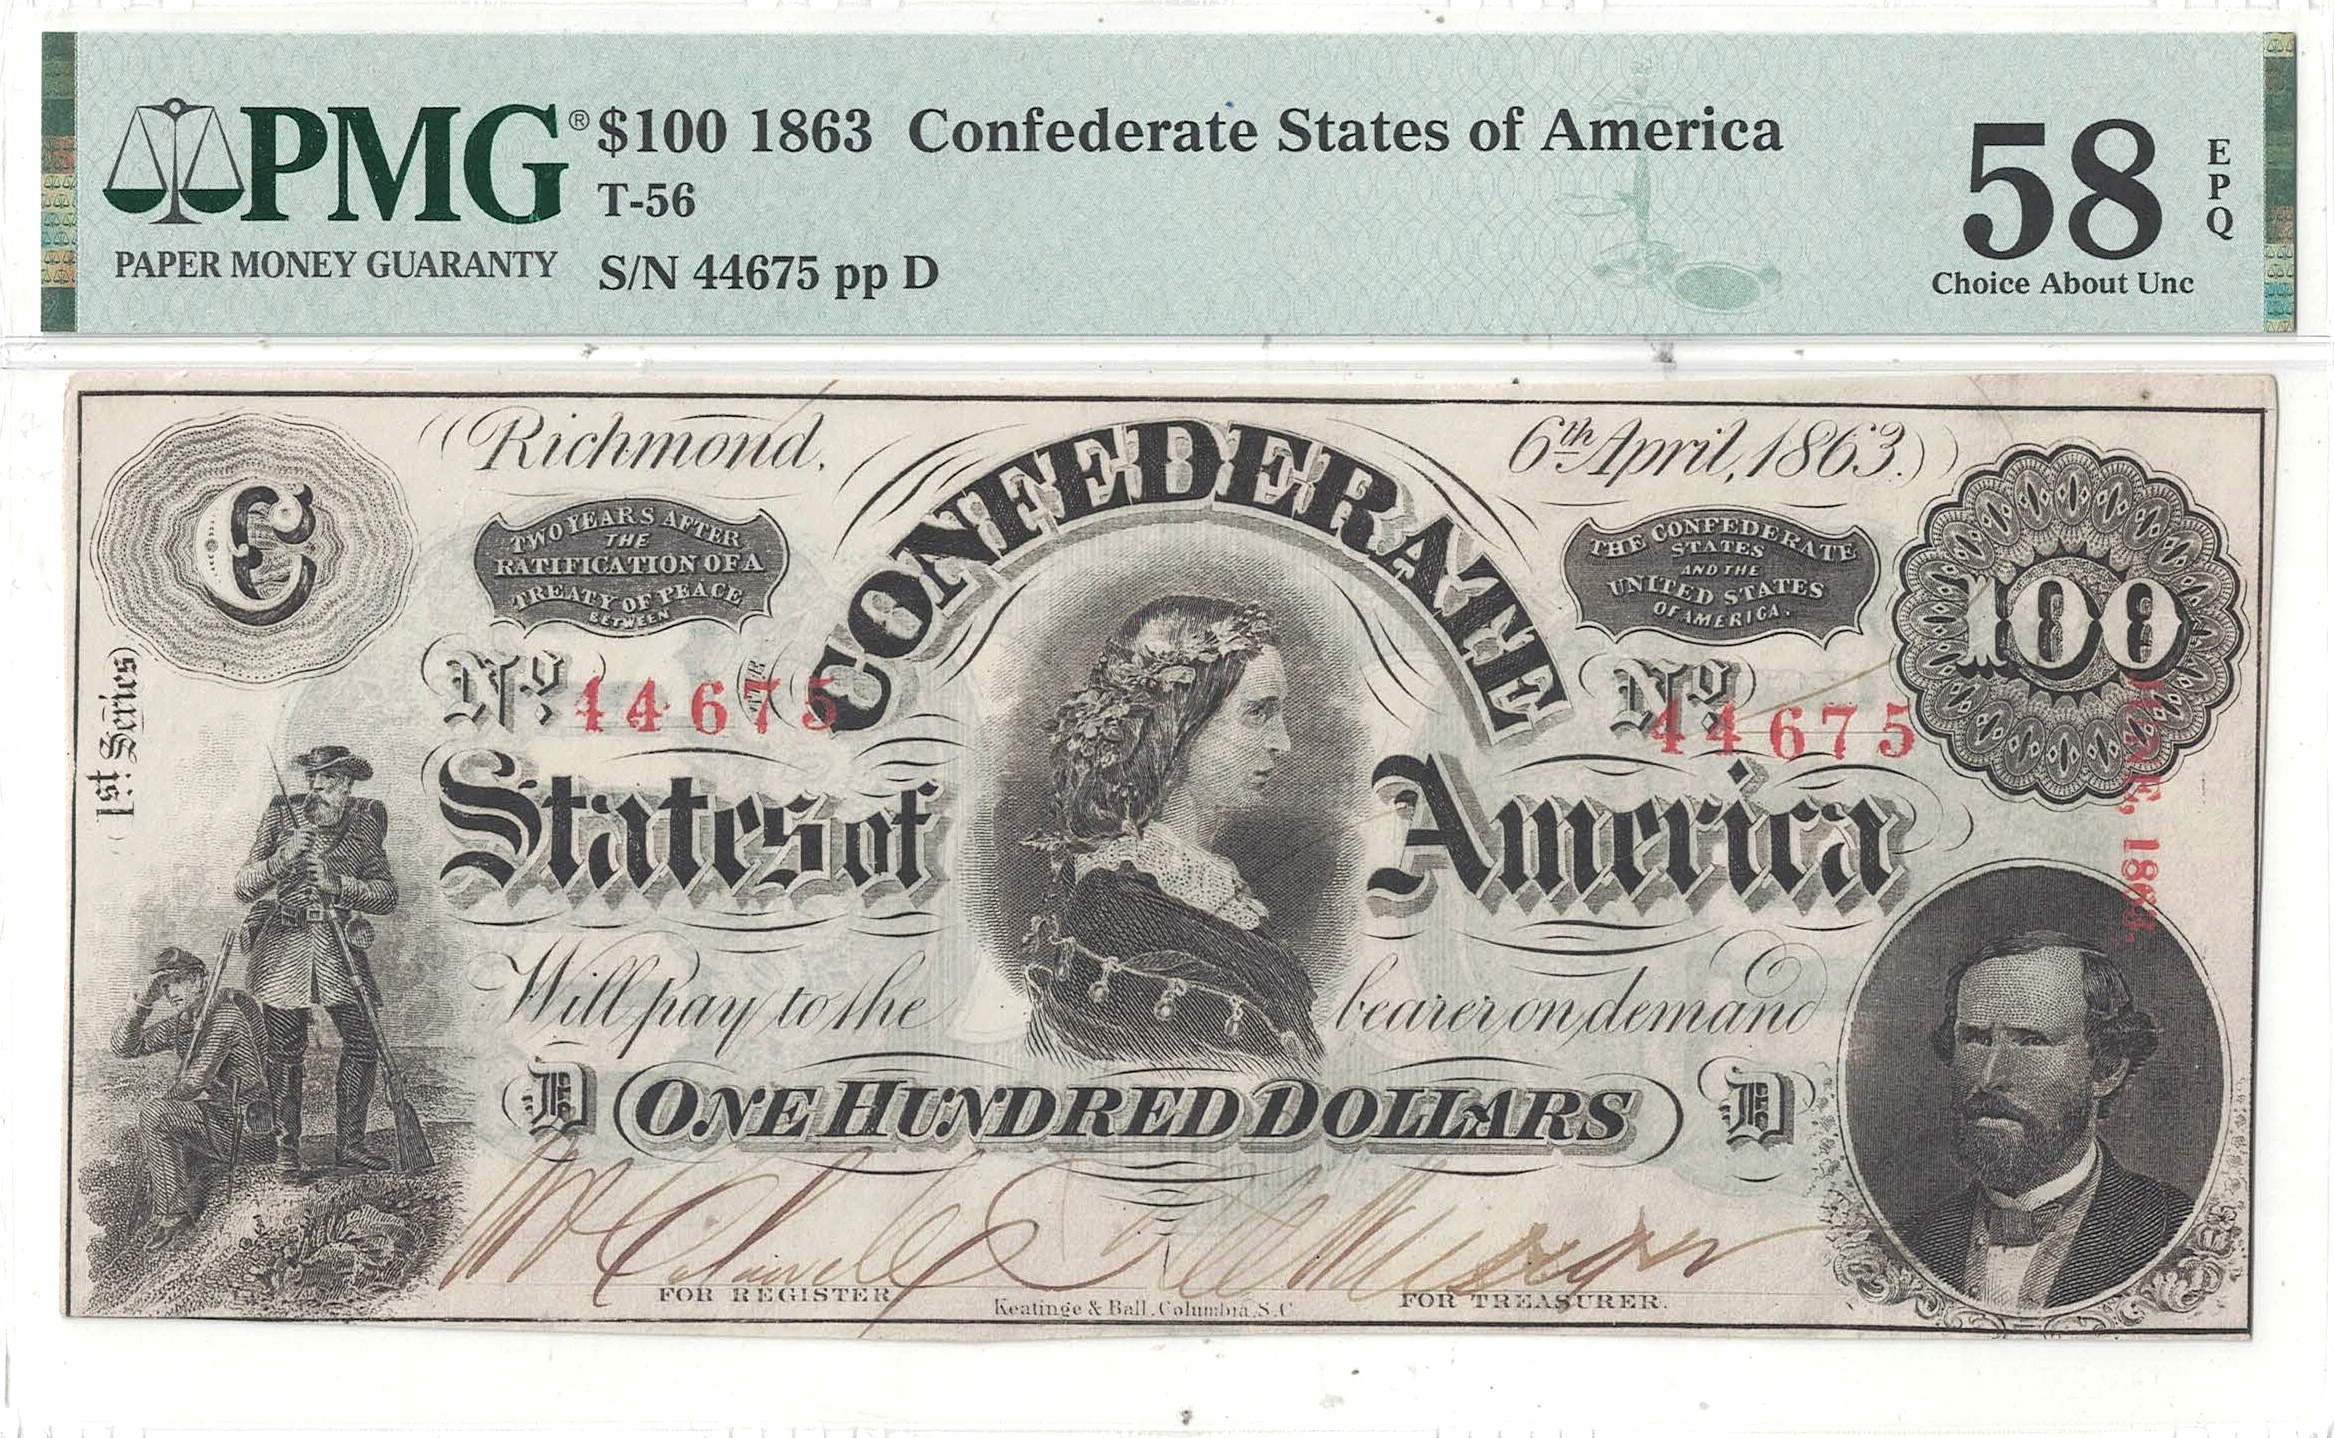 PMG®
PAPER MONEY GUARANTY
$100 1863 Confederate States of America
T-56
S/N 44675 pp D
58
EPQ
Choice About Unc
Richmond,
6th April, 1863.
C
TWO YEARS AFTER
THE
RATIFICATION OF A
TREATY OF PEACE
BETWEEN
THE CONFEDERATE
STATES
AND THE
UNITED STATES
OF AMERICA.
100
1st Series
No. 44675
THE
CONFEDERATE
No. 44675
States of America
, 1863.
Will pay to the bearer on demand
D ONE HUNDRED DOLLARS D
FOR REGISTER
Keatinge & Ball, Columbia, S.C.
FOR TREASURER.